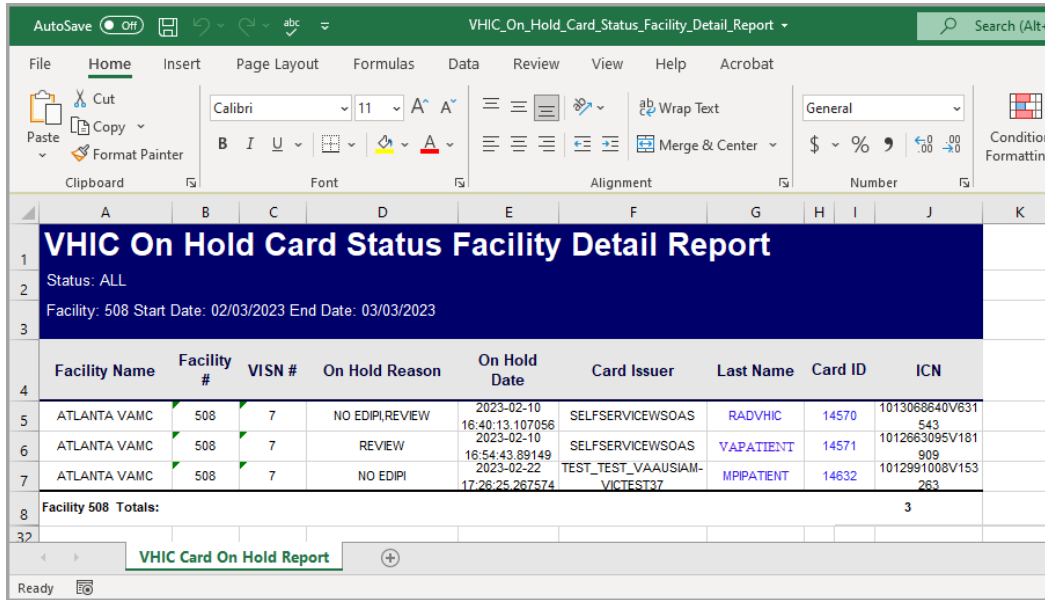 AutoSave Off abc VHIC_On_Hold_Card_Status_Facility_Detail_Report Search (Alt+
File Home Insert Page Layout Formulas Data Review View Help Acrobat
Paste Cut Copy Format Painter
Calibri 11 A A
B I U A
ab Wrap Text
Merge & Center
General
$ % 9 .00 .00
Condition
Formattin
Clipboard Font Alignment Number
A B C D E F G H I J K
1 VHIC On Hold Card Status Facility Detail Report
2 Status: ALL
3 Facility: 508 Start Date: 02/03/2023 End Date: 03/03/2023
4 Facility Name Facility # VISN # On Hold Reason On Hold Date Card Issuer Last Name Card ID ICN
5 ATLANTA VAMC 508 7 NO EDIPI,REVIEW 2023-02-10 16:40:13.107056 SELFSERVICEWSOAS RADVHIC 14570 1013068640V631543
6 ATLANTA VAMC 508 7 REVIEW 2023-02-10 16:54:43.89149 SELFSERVICEWSOAS VAPATIENT 14571 1012663095V181909
7 ATLANTA VAMC 508 7 NO EDIPI 2023-02-22 17:26:25.267574 TEST_TEST_VAAUSIAM-VICTEST37 MPIPATIENT 14632 1012991008V153263
8 Facility 508 Totals: 3
32
VHIC Card On Hold Report
Ready